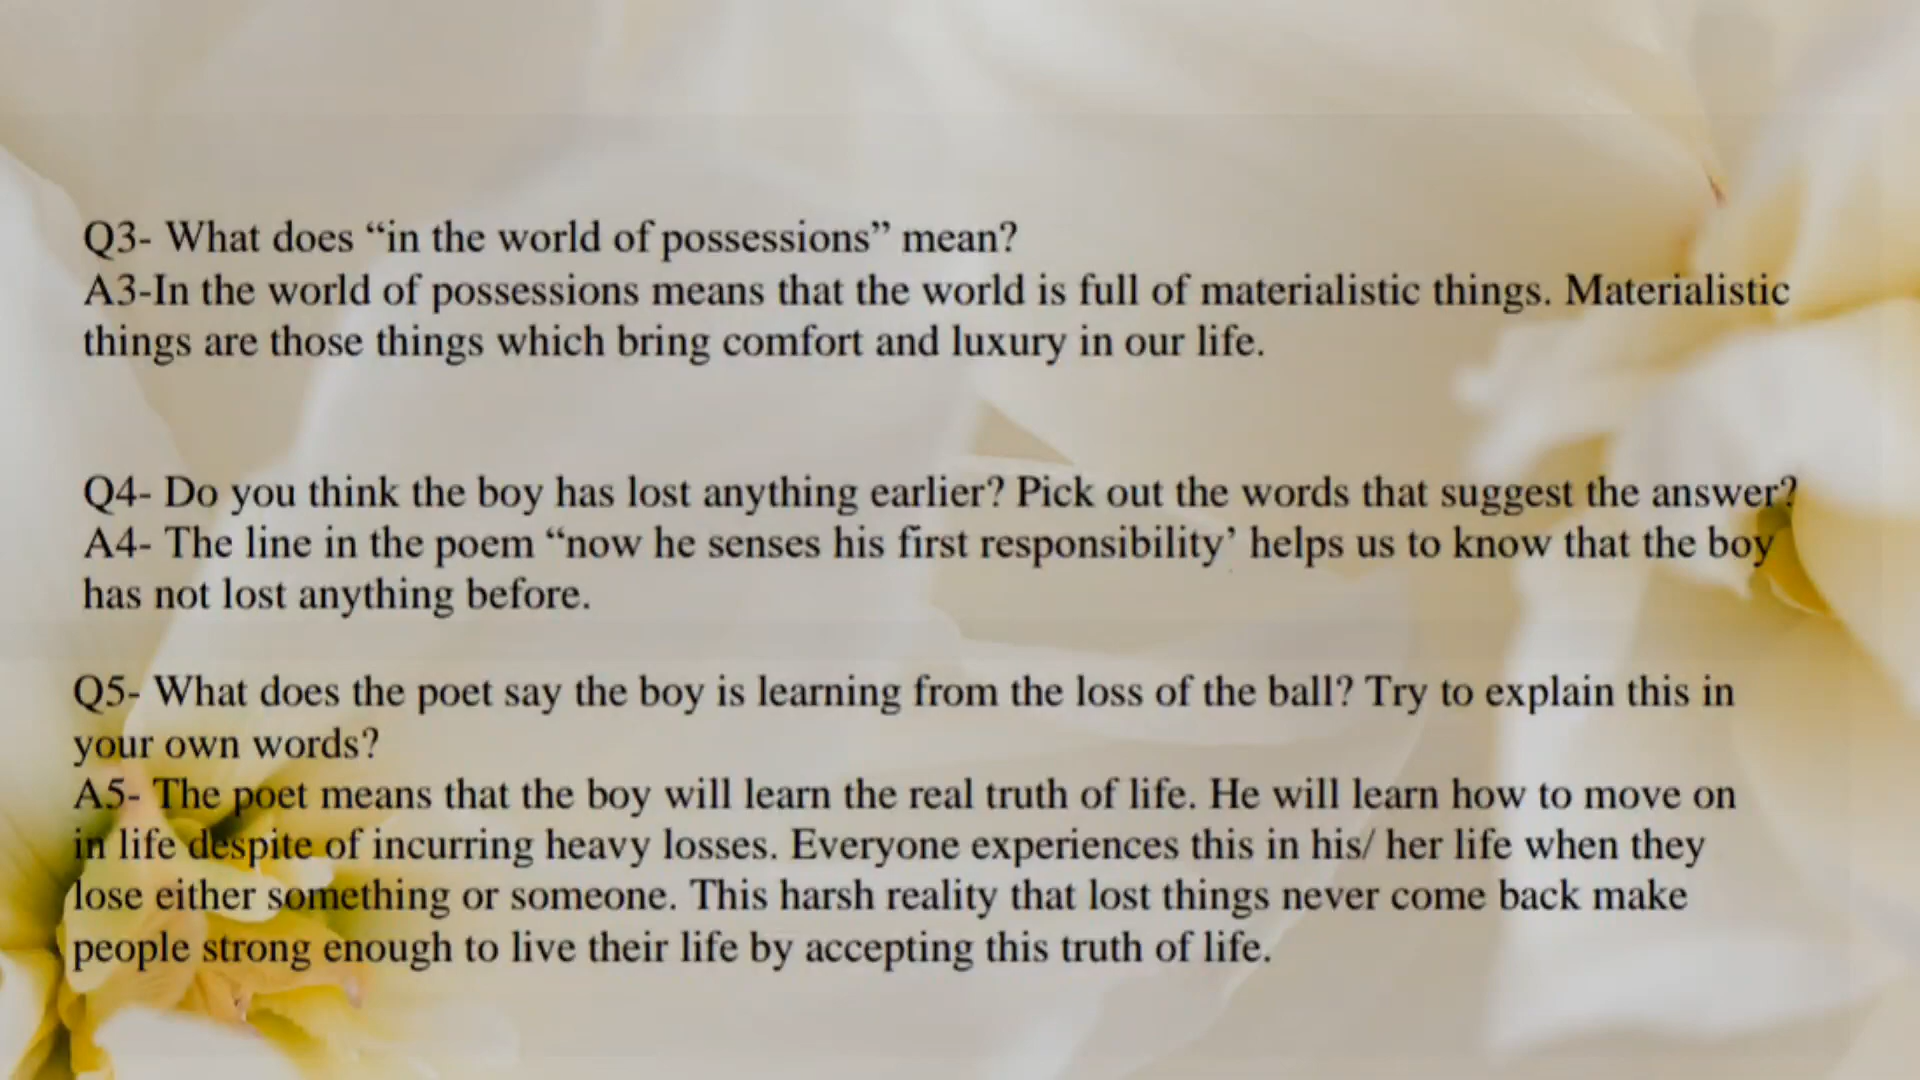 Q3- What does “in the world of possessions” mean?
A3-In the world of possessions means that the world is full of materialistic things. Materialistic
things are those things which bring comfort and luxury in our life.
Q4- Do you think the boy has lost anything earlier? Pick out the words that suggest the answer?
A4- The line in the poem “now he senses his first responsibility’ helps us to know that the boy
has not lost anything before.
Q5- What does the poet say the boy is learning from the loss of the ball? Try to explain this in
your own words?
A5- The poet means that the boy will learn the real truth of life. He will learn how to move on
in life despite of incurring heavy losses. Everyone experiences this in his/ her life when they
lose either something or someone. This harsh reality that lost things never come back make
people strong enough to live their life by accepting this truth of life.